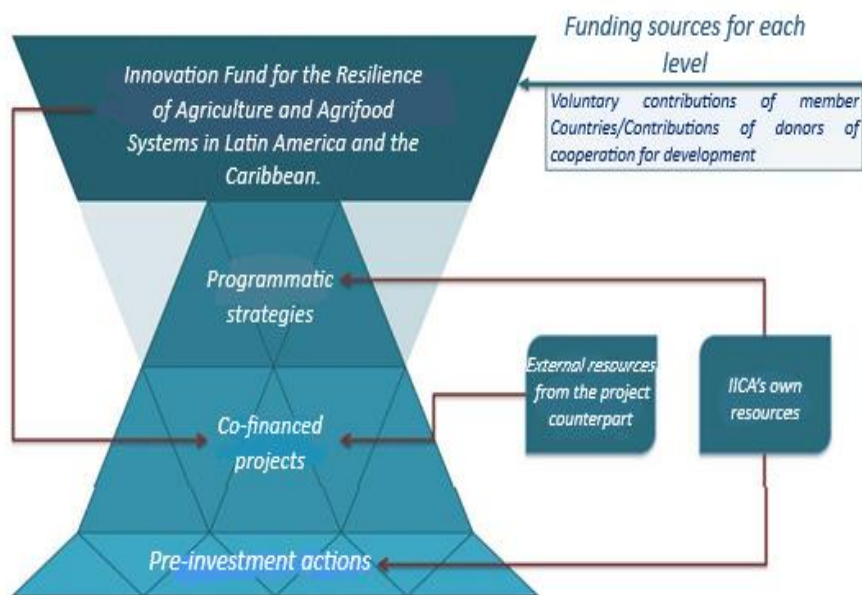 Funding sources for each
level
Innovation Fund for the Resilience
of Agriculture and Agrifood
Systems in Latin America and the
Caribbean.
Voluntary contributions of member
Countries/Contributions of donors of
cooperation for development
Programmatic
strategies
External resources
from the project
counterpart
IICA's own
resources
Co-financed
projects
Pre-investment actions